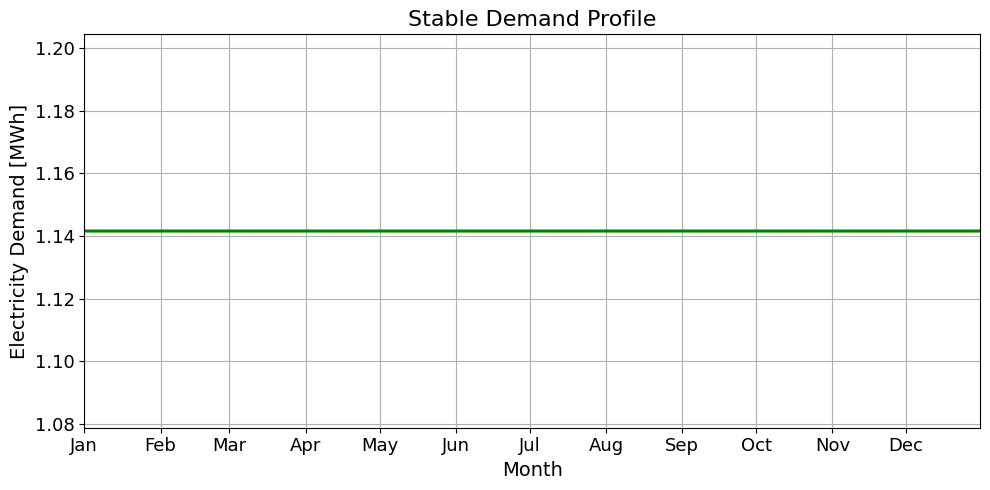 Stable Demand Profile
Electricity Demand [MWh]
1.20
1.18
1.16
1.14
1.12
1.10
1.08
Jan Feb Mar Apr May Jun Jul Aug Sep Oct Nov Dec
Month